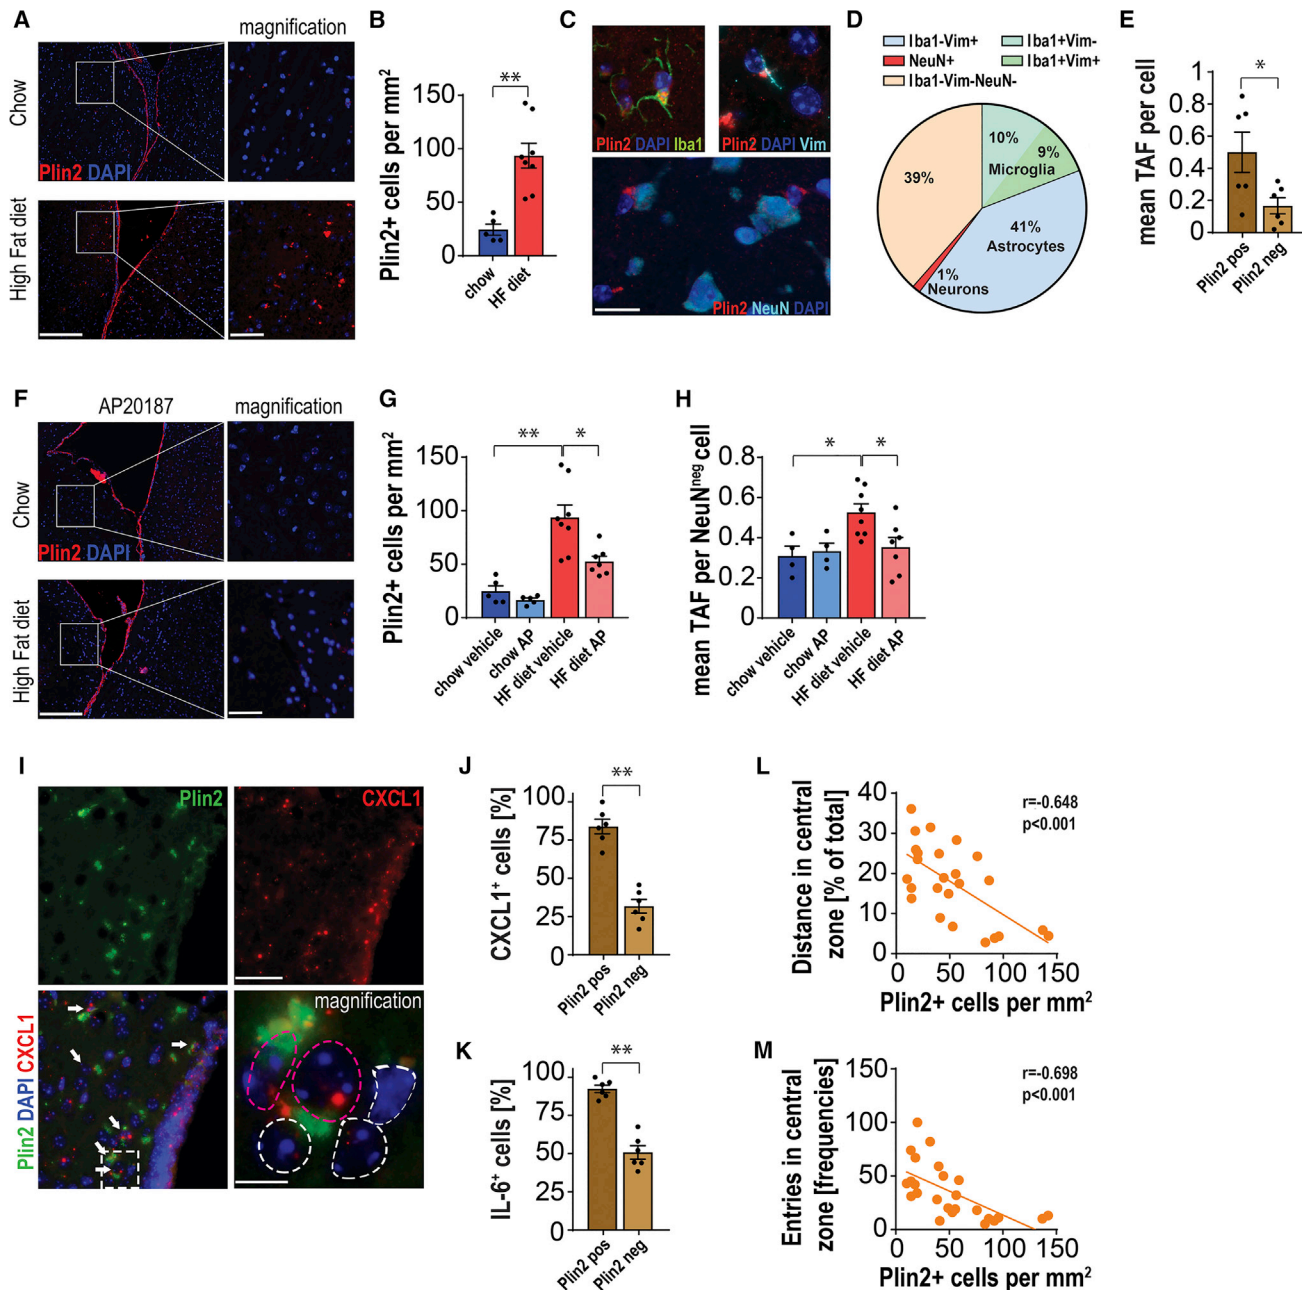 A
magnification
Chow
Plin2 DAPI
High Fat diet
B
Plin2+ cells per mm²
150
100
50
0
**
chow
HF diet
C
Plin2 DAPI Iba1
Plin2 DAPI Vim
Plin2 NeuN DAPI
D
Iba1-Vim+
Iba1+Vim-
NeuN+
Iba1+Vim+
Iba1-Vim-NeuN-
10%
9%
Microglia
39%
41%
Astrocytes
1%
Neurons
E
mean TAF per cell
1
0.8
0.6
0.4
0.2
0
*
Plin2 pos
Plin2 neg
F
AP20187
magnification
Chow
Plin2 DAPI
High Fat diet
G
Plin2+ cells per mm²
150
100
50
0
**
*
chow vehicle
chow AP
HF diet vehicle
HF diet AP
H
mean TAF per NeuNneg cell
0.8
0.6
0.4
0.2
0
*
*
chow vehicle
chow AP
HF diet vehicle
HF diet AP
I
Plin2
CXCL1
Plin2 DAPI CXCL1
magnification
J
CXCL1+ cells [%]
100
75
50
25
0
**
Plin2 pos
Plin2 neg
K
IL-6+ cells [%]
100
75
50
25
0
**
Plin2 pos
Plin2 neg
L
Distance in central
zone [% of total]
40
30
20
10
0
r=-0.648
p<0.001
0
50
100
150
Plin2+ cells per mm²
M
Entries in central
zone [frequencies]
150
100
50
0
r=-0.698
p<0.001
0
50
100
150
Plin2+ cells per mm²